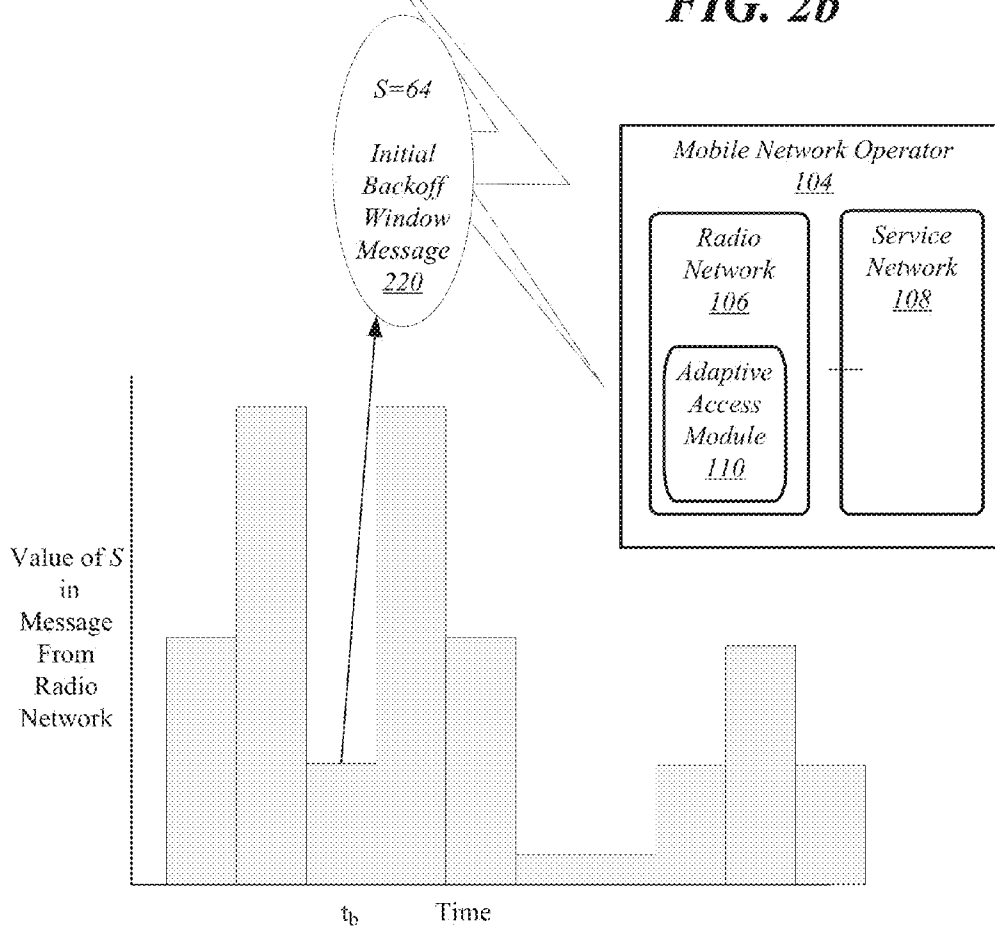 FIG. 2b
S=64
Initial
Backoff
Window
Message
220
Mobile Network Operator
104
Radio
Network
106
Service
Network
108
Adaptive
Access
Module
110
Value of S
in
Message
From
Radio
Network
t_b
Time